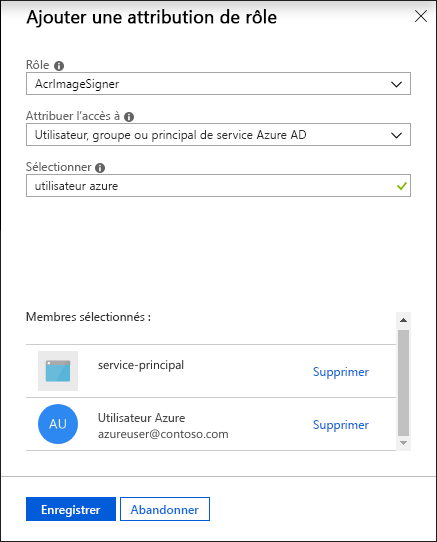 Ajouter une attribution de rôle
Rôle
AcrImageSigner
Attribuer l'accès à
Utilisateur, groupe ou principal de service Azure AD
Sélectionner
utilisateur azure
Membres sélectionnés :
service-principal
Supprimer
AU
Utilisateur Azure
azureuser@contoso.com
Supprimer
Enregistrer
Abandonner